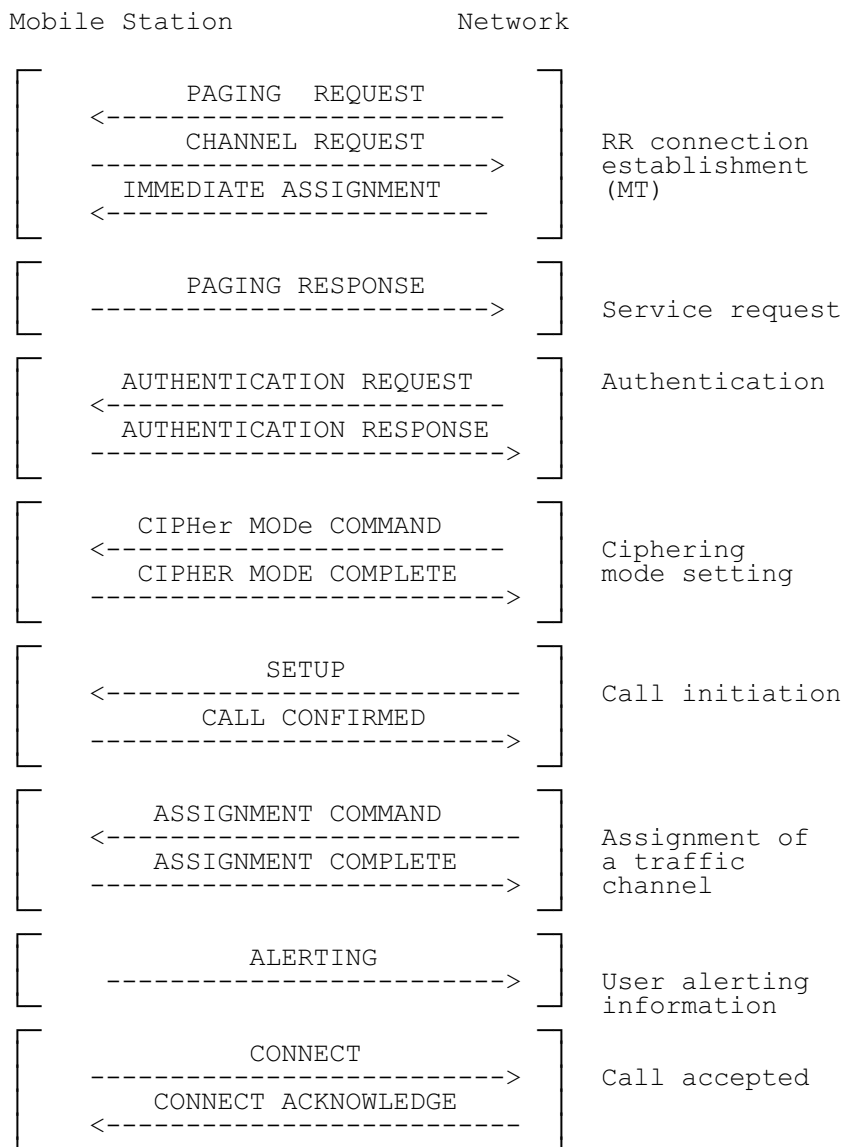 Mobile Station Network
PAGING REQUEST
<-------------------------
CHANNEL REQUEST RR connection
-------------------------> establishment
IMMEDIATE ASSIGNMENT (MT)
<------------------------
PAGING RESPONSE
-------------------------> Service request
AUTHENTICATION REQUEST Authentication
<-------------------------
AUTHENTICATION RESPONSE
-------------------------->
CIPHer MODe COMMAND
<------------------------- Ciphering
CIPHER MODE COMPLETE mode setting
-------------------------->
SETUP
<-------------------------- Call initiation
CALL CONFIRMED
-------------------------->
ASSIGNMENT COMMAND
<-------------------------- Assignment of
ASSIGNMENT COMPLETE a traffic
--------------------------> channel
ALERTING
-------------------------> User alerting
information
CONNECT
--------------------------> Call accepted
CONNECT ACKNOWLEDGE
<--------------------------